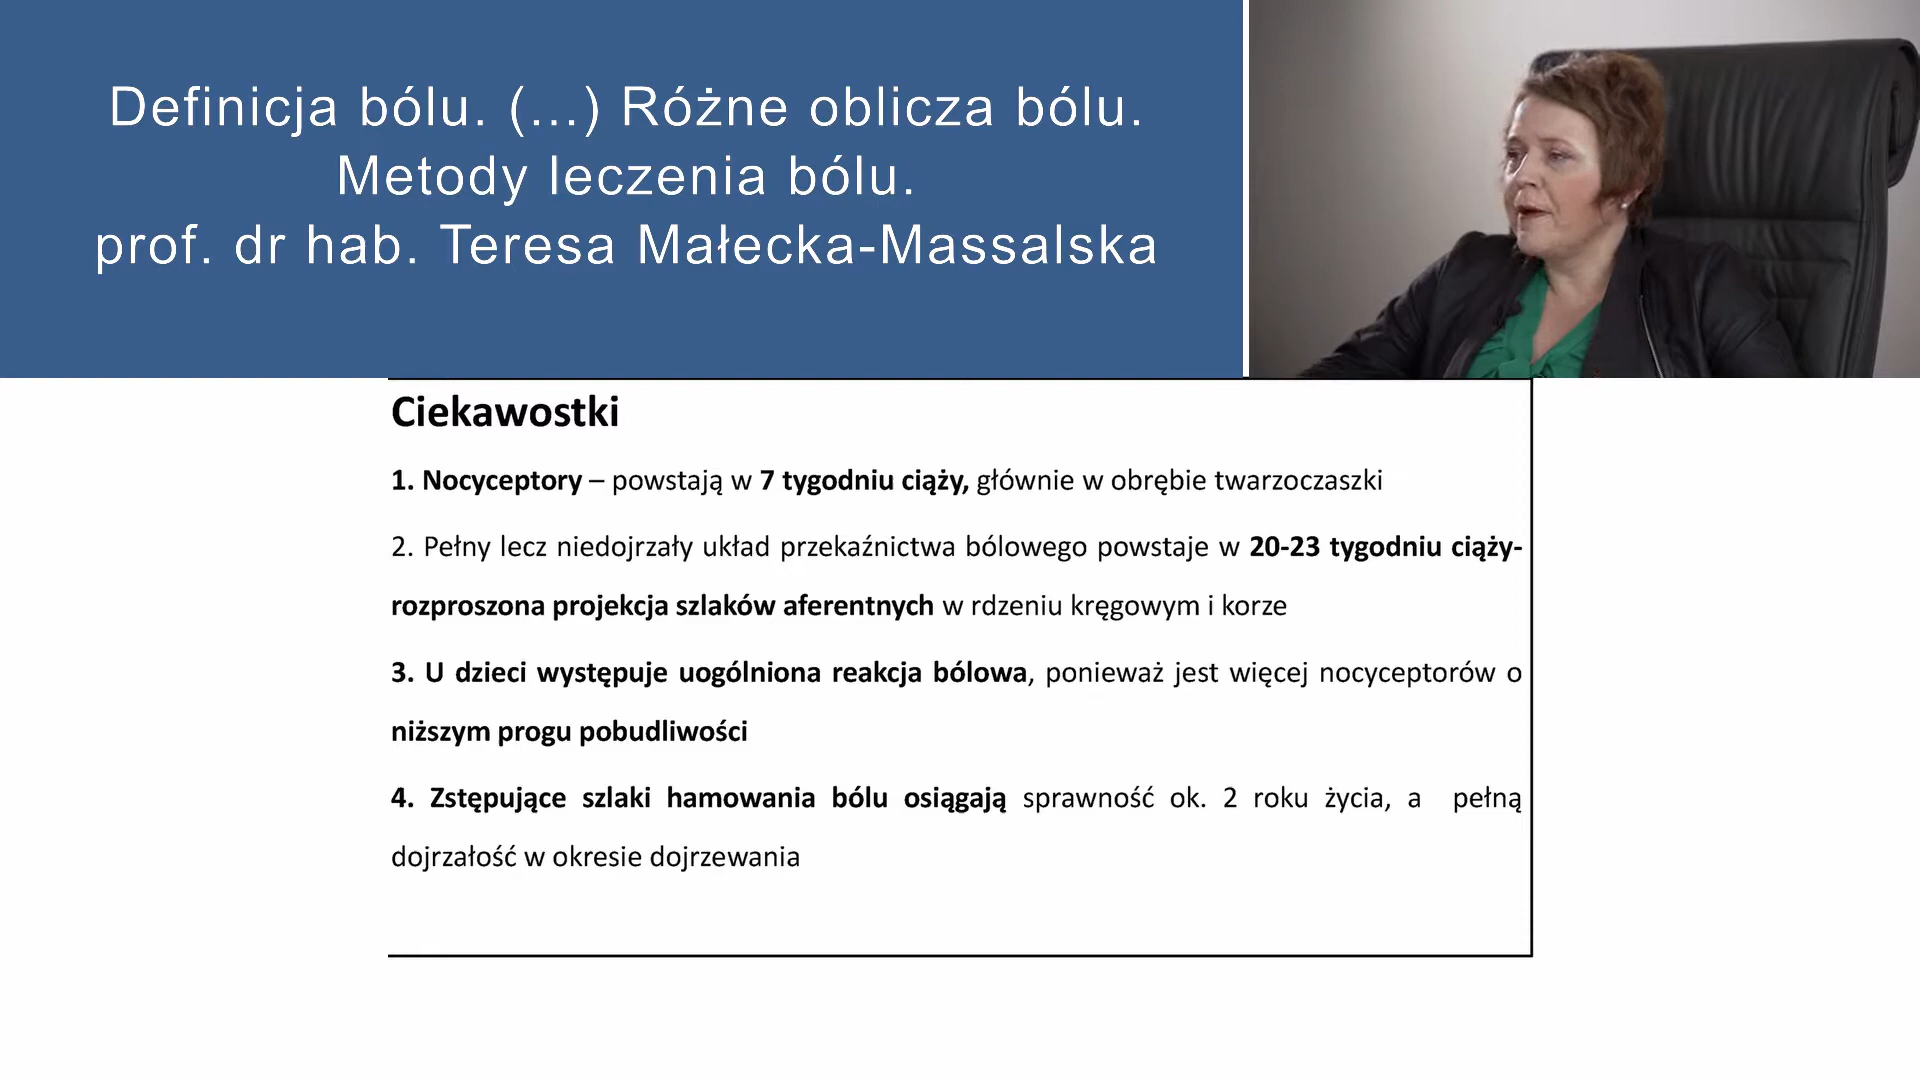 Definicja bólu. (...) Różne oblicza bólu.
Metody leczenia bólu.
prof. dr hab. Teresa Małecka-Massalska
Ciekawostki
1. Nocyceptory – powstają w 7 tygodniu ciąży, głównie w obrębie twarzoczaszki
2. Pełny lecz niedojrzały układ przekaźnictwa bólowego powstaje w 20-23 tygodniu ciąży-
rozproszona projekcja szlaków aferentnych w rdzeniu kręgowym i korze
3. U dzieci występuje uogólniona reakcja bólowa, ponieważ jest więcej nocyceptorów o
niższym progu pobudliwości
4. Zstępujące szlaki hamowania bólu osiągają sprawność ok. 2 roku życia, a pełną
dojrzałość w okresie dojrzewania